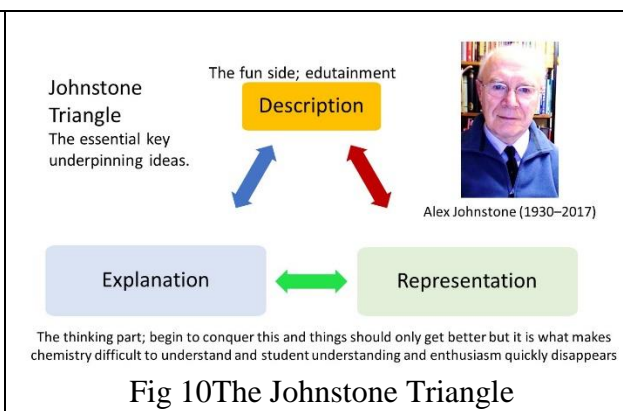 Johnstone
Triangle
The essential key
underpinning ideas.
The fun side; edutainment
Description
Alex Johnstone (1930–2017)
Explanation
Representation
The thinking part; begin to conquer this and things should only get better but it is what makes
chemistry difficult to understand and student understanding and enthusiasm quickly disappears
Fig 10The Johnstone Triangle